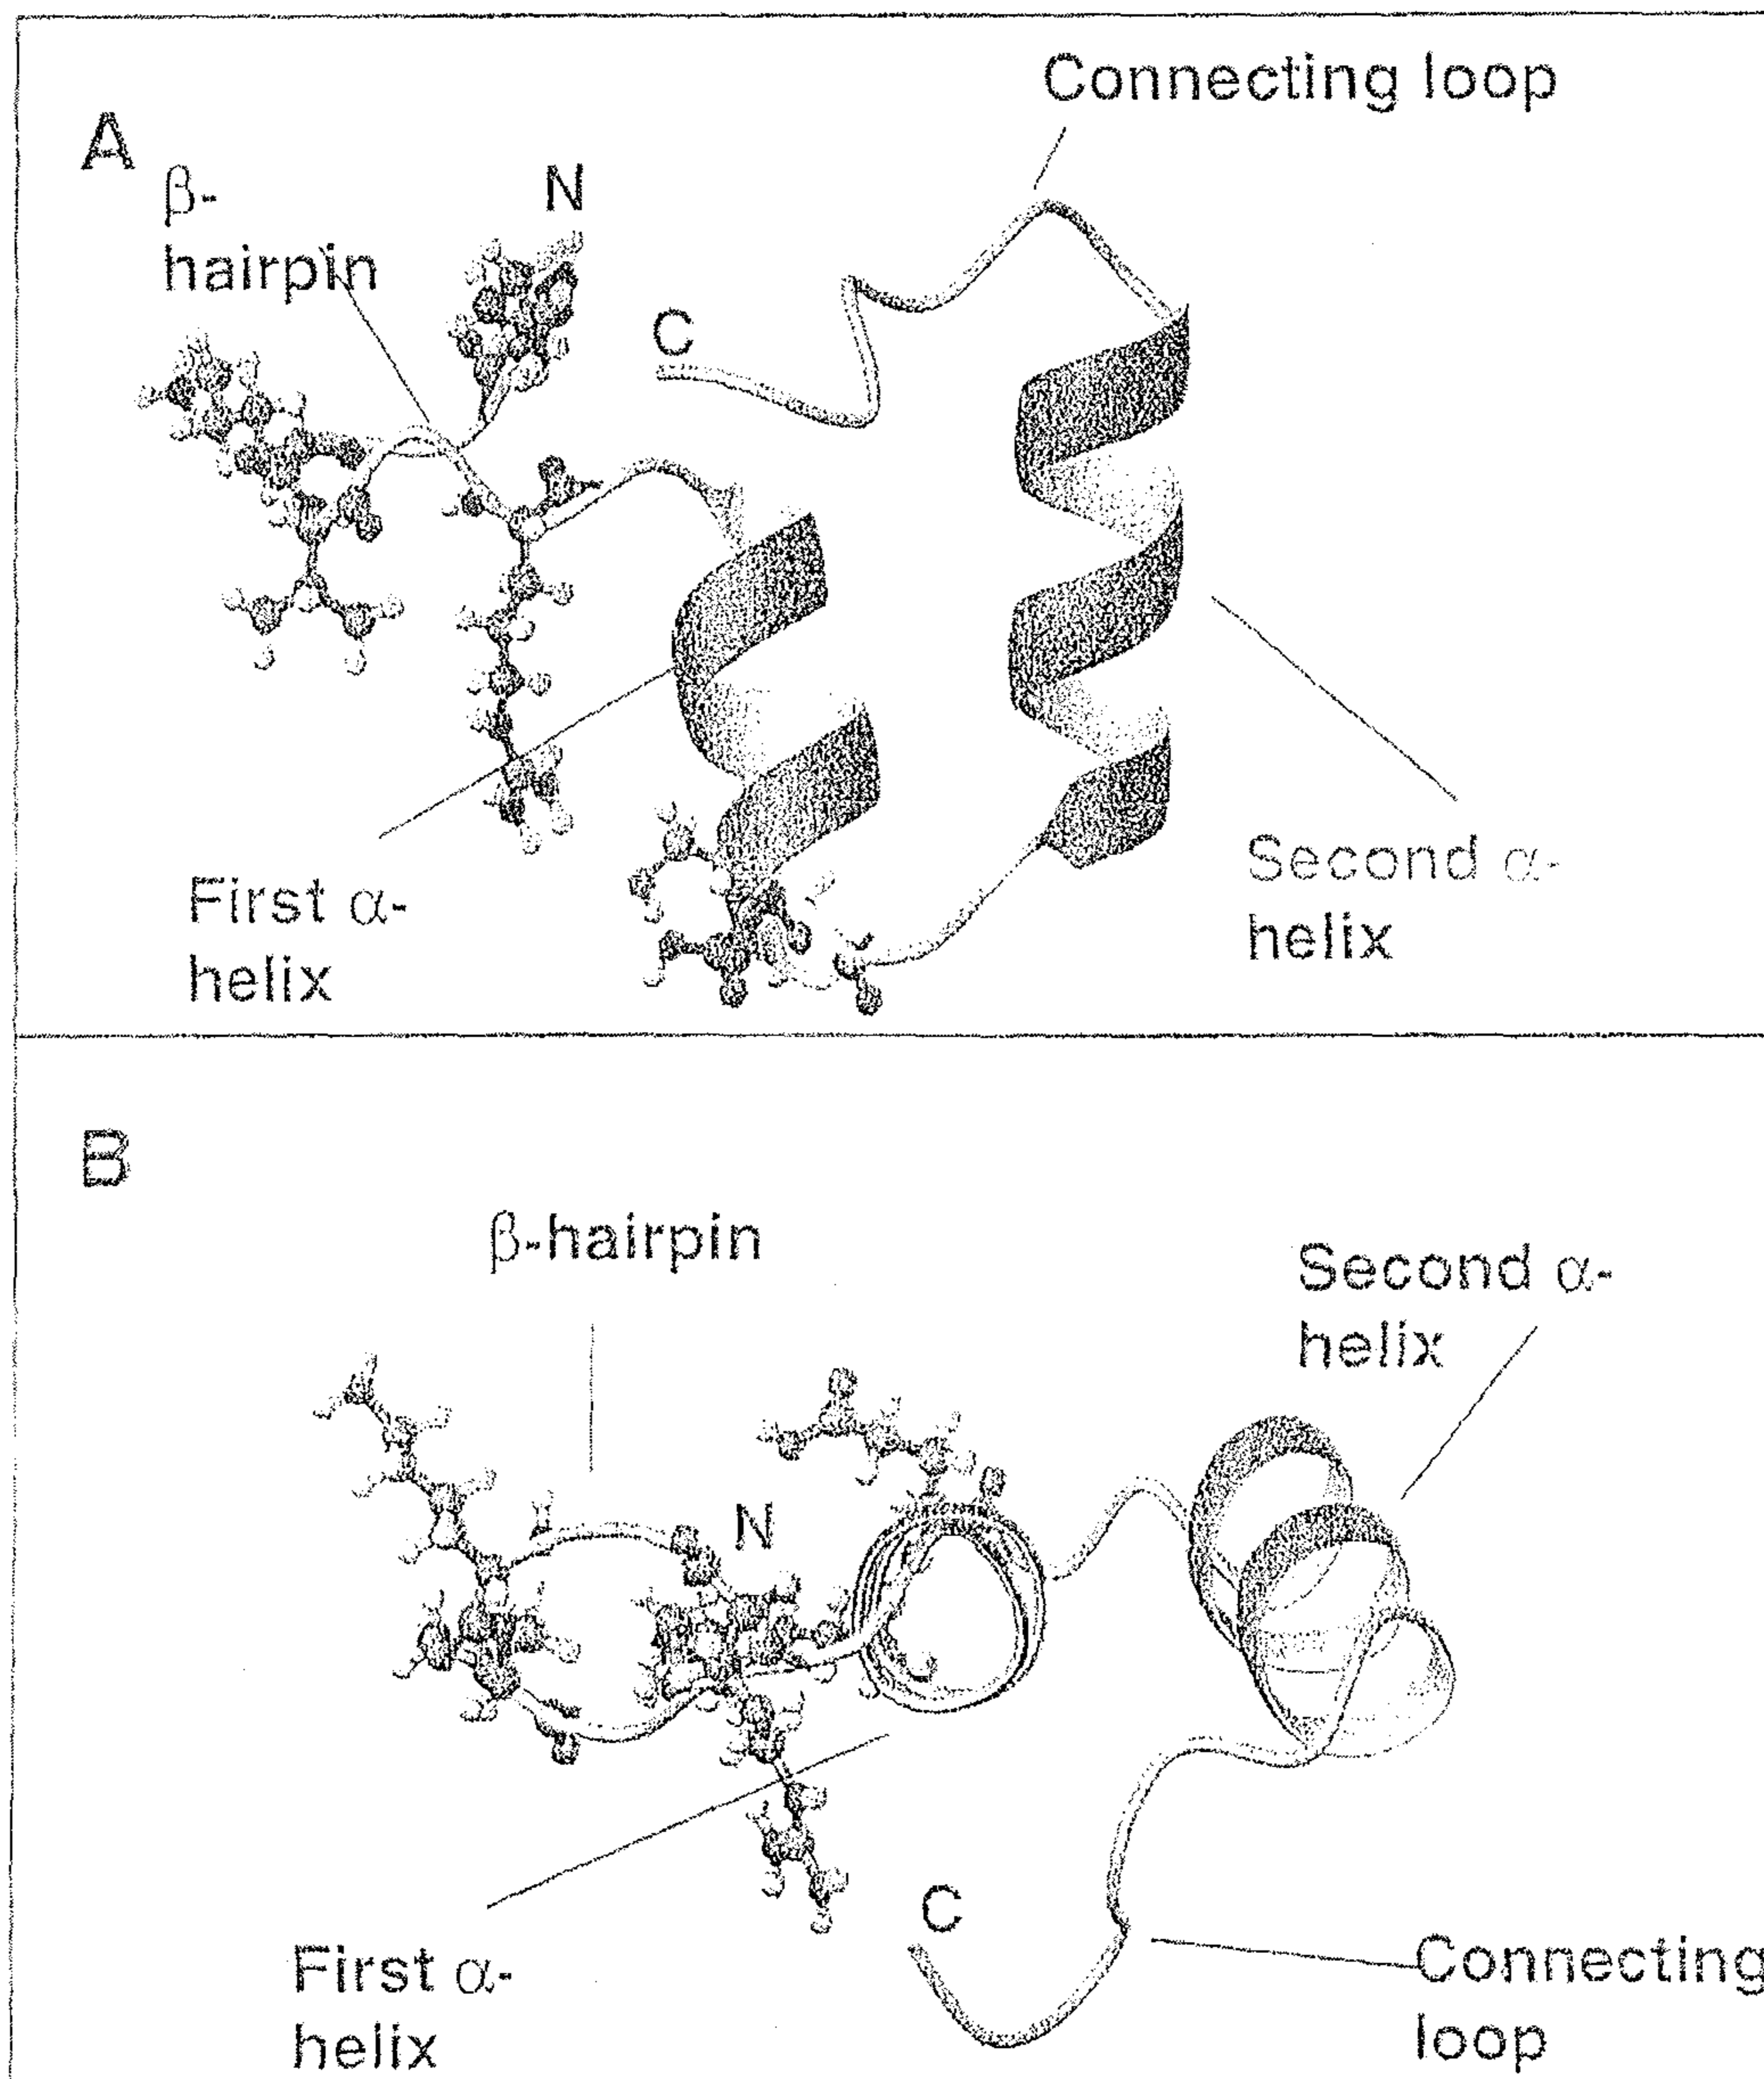 A
Connecting loop
β-
hairpin
N
C
First α-
helix
Second α-
helix
B
β-hairpin
Second α-
helix
N
C
First α-
helix
Connecting
loop